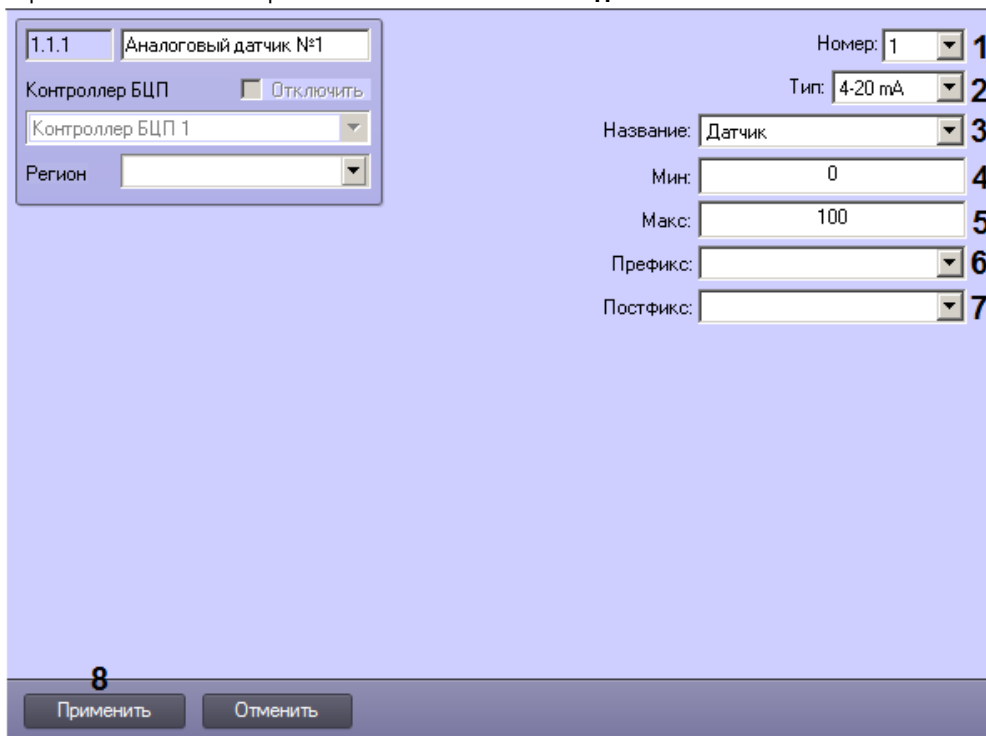 1.1.1 Аналоговый датчик №1
Контроллер БЦП Отключить
Контроллер БЦП 1
Регион
Номер: 1 1
Тип: 4-20 mA 2
Название: Датчик 3
Мин: 0 4
Макс: 100 5
Префикс: 6
Постфикс: 7
8
Применить Отменить